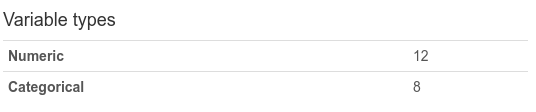 Variable types
Numeric 12
Categorical 8